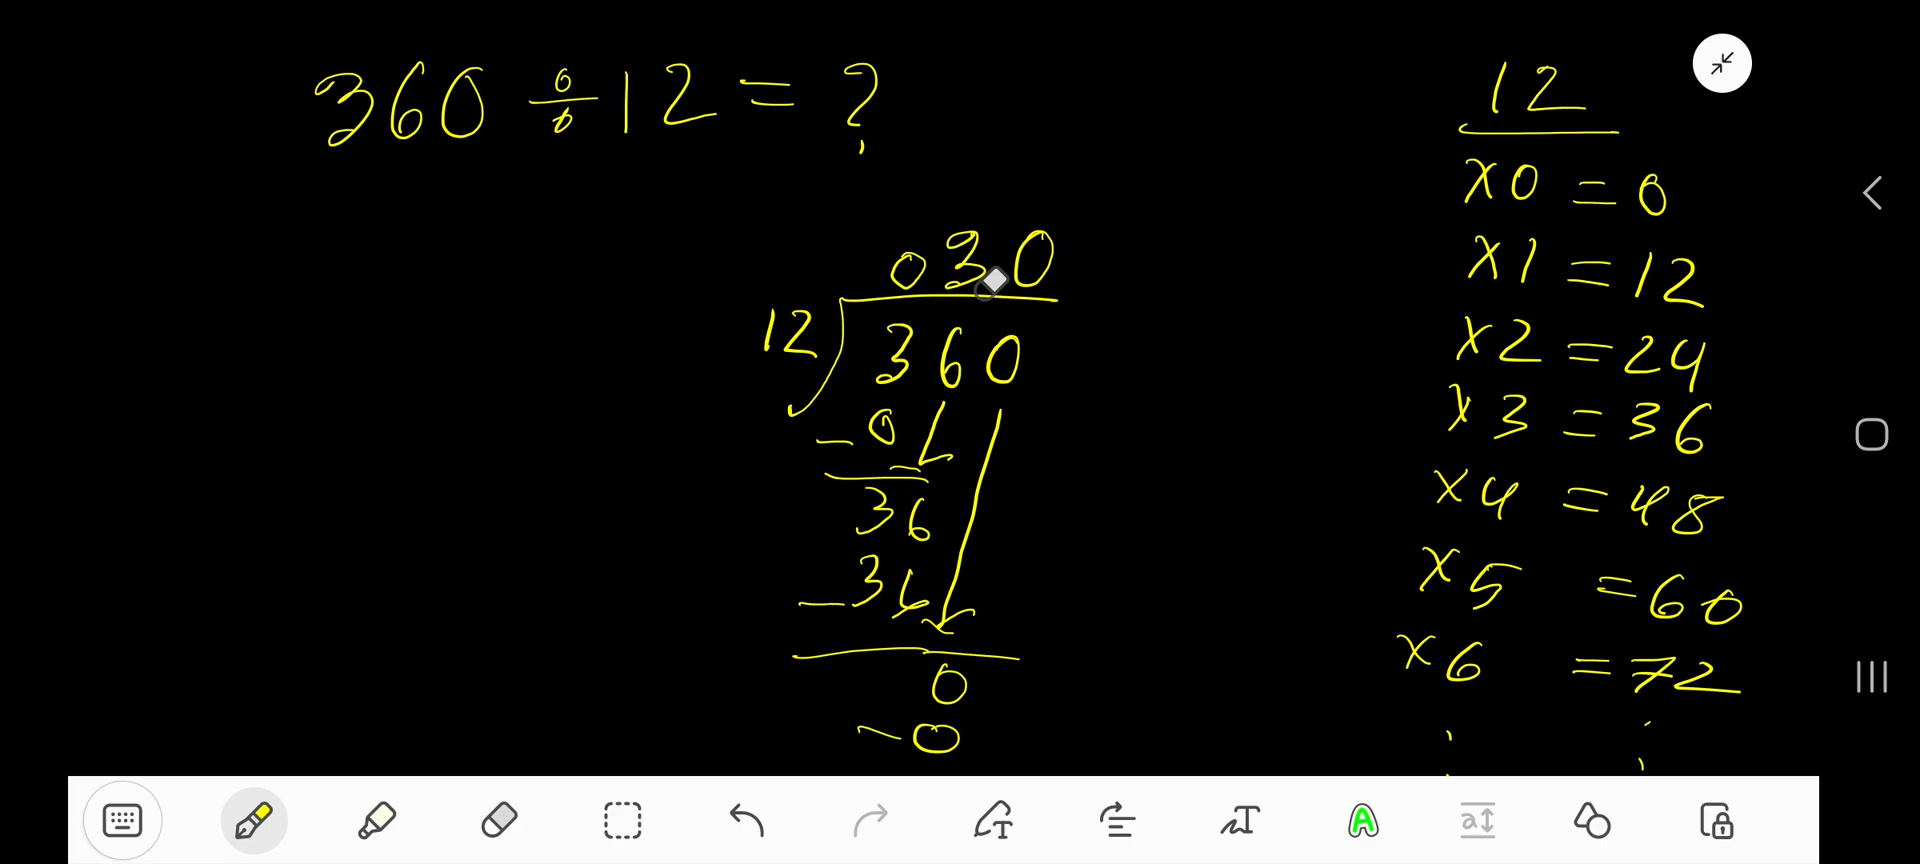 360 ÷ 12 = ?
030
12 360
- 0
36
- 36
0
- 0
12
x0 = 0
x1 = 12
x2 = 24
x3 = 36
x4 = 48
x5 = 60
x6 = 72
T
T
A
a